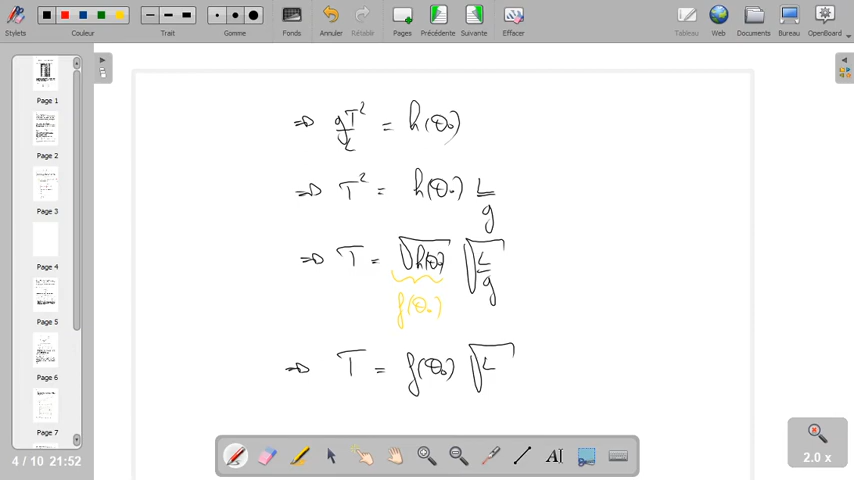 Stylets Couleur Trait Gomme Fonds Annuler Rétablir Pages Précédente Suivante Effacer Tableau Web Documents Bureau OpenBoard
Page 1
Page 2
Page 3
Page 4
Page 5
Page 6
Page 7
⇒ gT²/L = h(θ₀)
⇒ T² = h(θ₀) L/g
⇒ T = √h(θ₀) √(L/g)
f(θ₀)
⇒ T = f(θ₀) √L
4 / 10 21:52
2.0 x